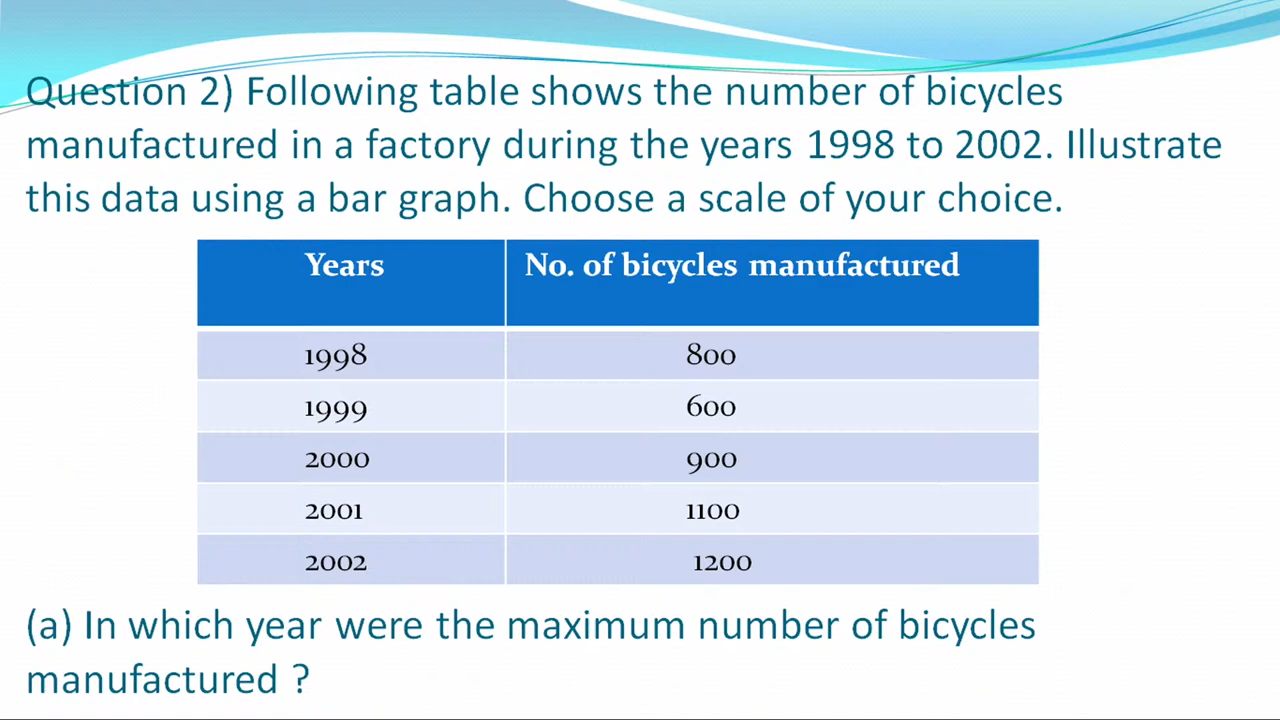 Question 2) Following table shows the number of bicycles
manufactured in a factory during the years 1998 to 2002. Illustrate
this data using a bar graph. Choose a scale of your choice.
Years No. of bicycles manufactured
1998 800
1999 600
2000 900
2001 1100
2002 1200
(a) In which year were the maximum number of bicycles
manufactured ?